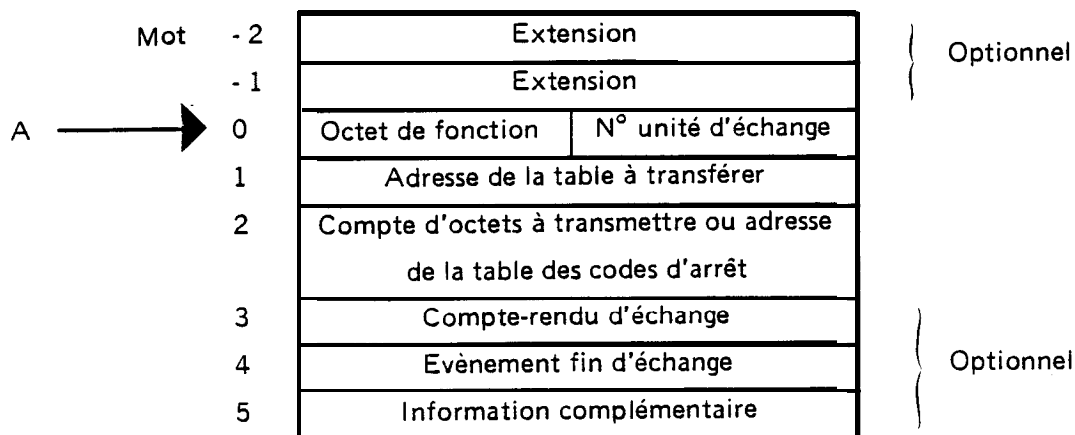 Mot - 2 Extension
Optionnel
- 1 Extension
A 0 Octet de fonction N° unité d'échange
1 Adresse de la table à transférer
2 Compte d'octets à transmettre ou adresse
de la table des codes d'arrêt
3 Compte-rendu d'échange
4 Evènement fin d'échange Optionnel
5 Information complémentaire